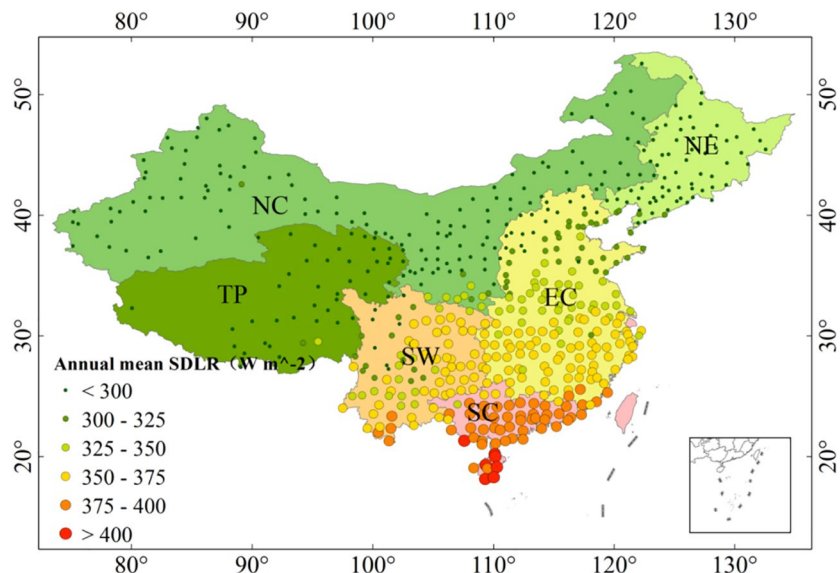 80° 90° 100° 110° 120° 130°
50° 50°
NE
40° NC 40°
TP EC
30° 30°
SW
Annual mean SDLR（W m^-2）
< 300
SC
300 - 325
325 - 350
20° 350 - 375 20°
375 - 400
> 400
80° 90° 100° 110° 120° 130°